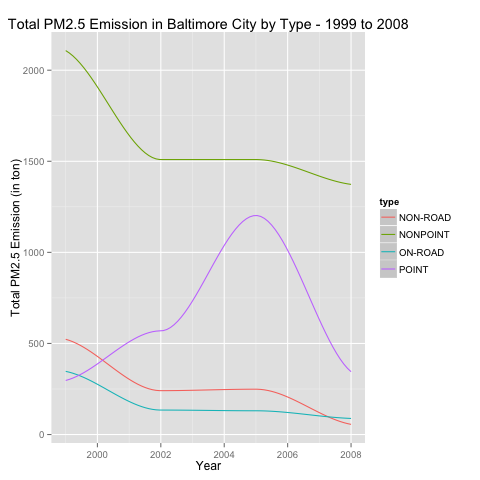 Total PM2.5 Emission in Baltimore City by Type - 1999 to 2008
Total PM2.5 Emission (in ton)
2000
1500
1000
500
0
2000 2002 2004 2006 2008
Year
type
NON-ROAD
NONPOINT
ON-ROAD
POINT